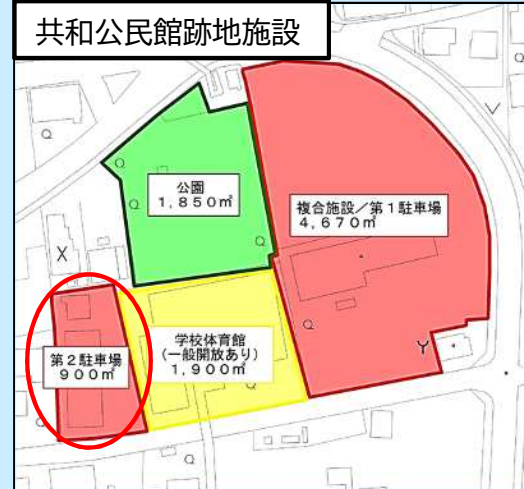 共和公民館跡地施設
公園
1,850㎡
複合施設/第1駐車場
4,670㎡
学校体育館
(一般開放あり)
1,900㎡
第2駐車場
900㎡